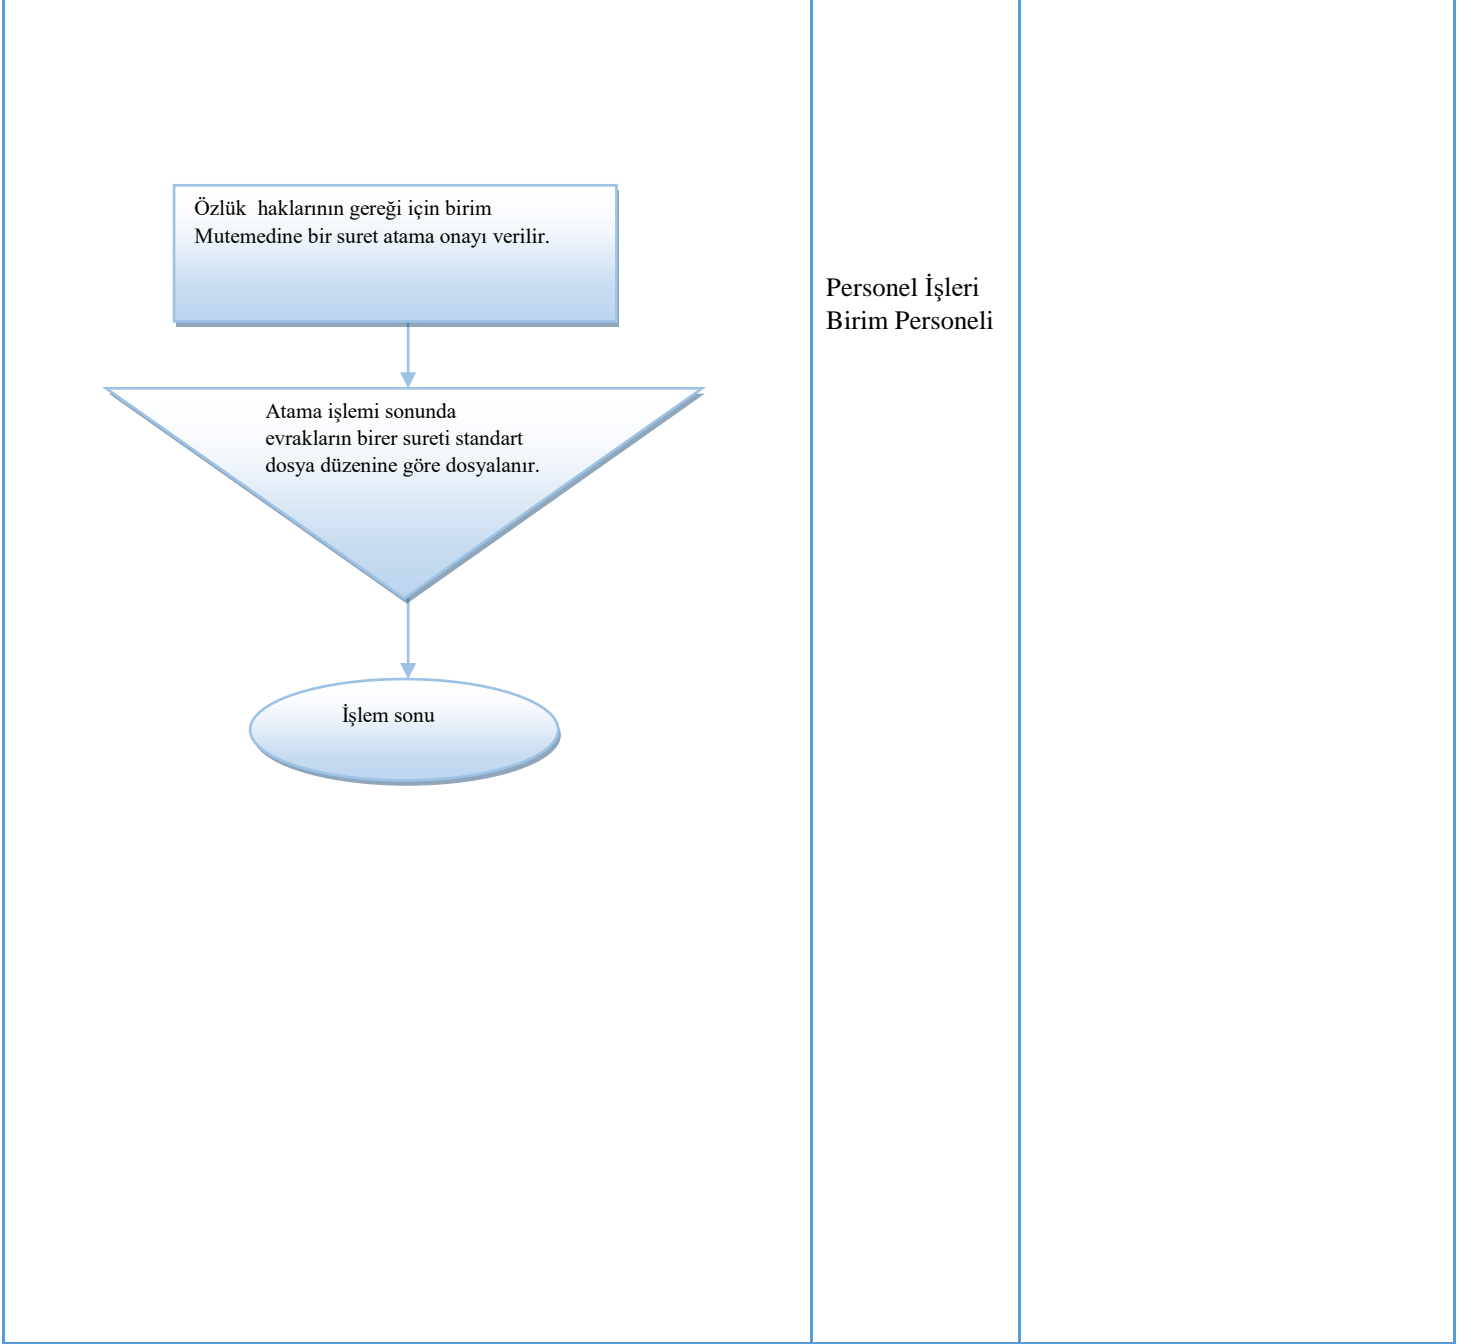 Özlük haklarının gereği için birim
Mutemedine bir suret atama onayı verilir.
Personel İşleri
Birim Personeli
Atama işlemi sonunda
evrakların birer sureti standart
dosya düzenine göre dosyalanır.
İşlem sonu